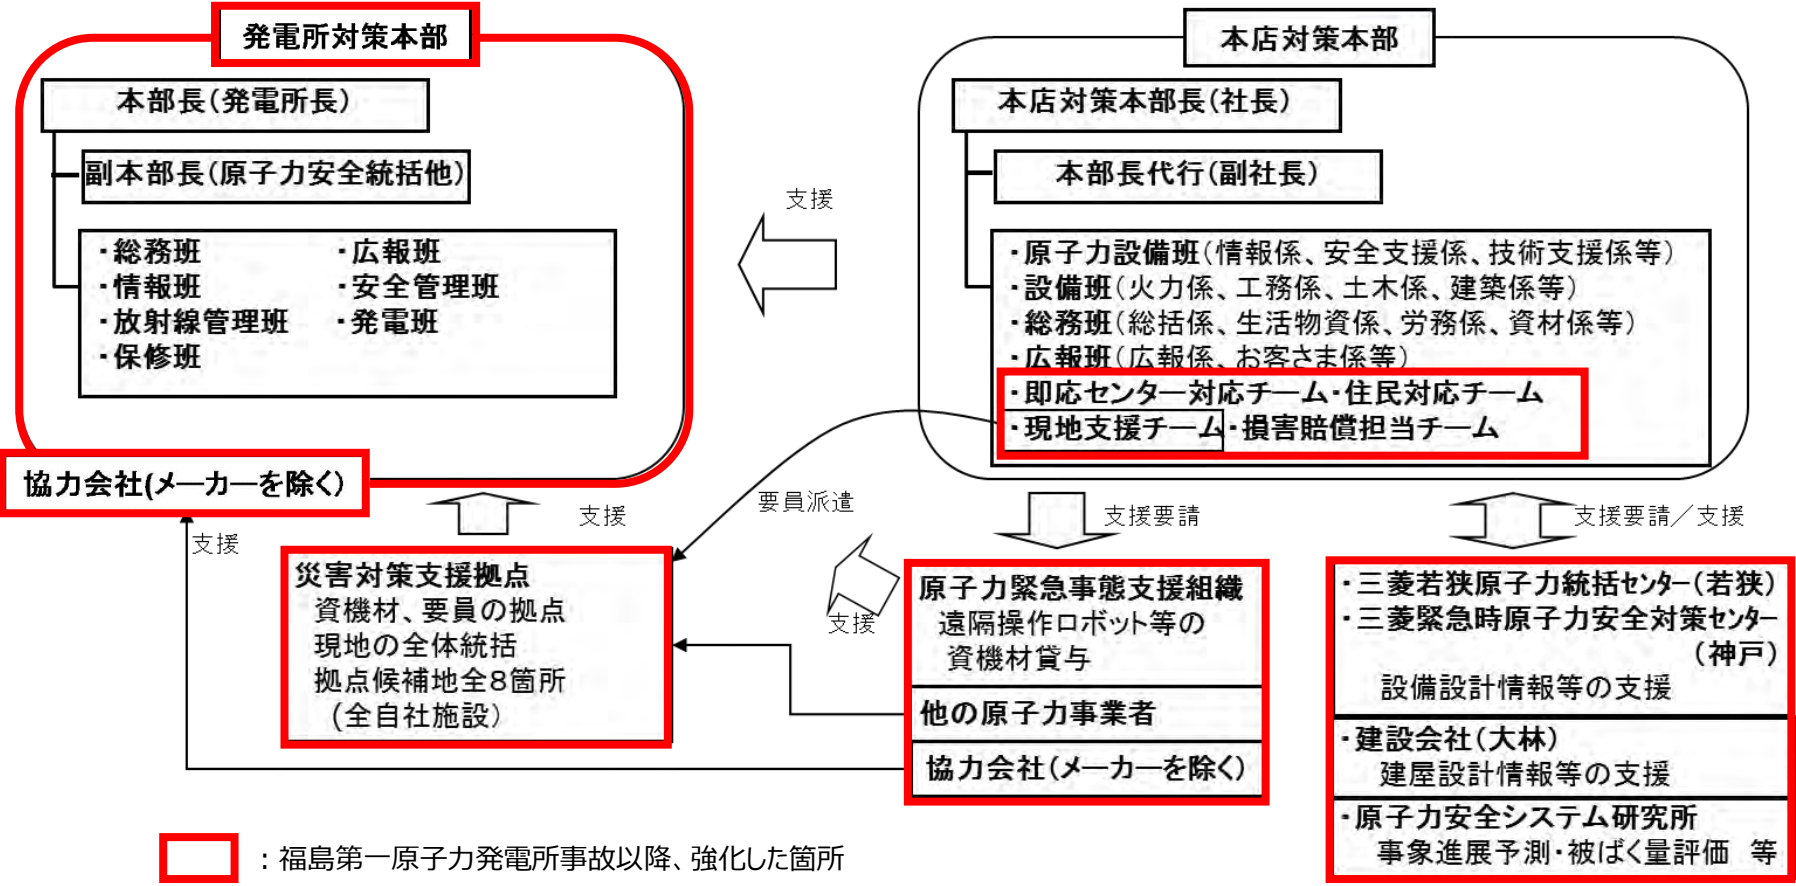 発電所対策本部
本部長(発電所長)
副本部長(原子力安全統括他)
・総務班
・情報班
・放射線管理班
・保修班
・広報班
・安全管理班
・発電班
協力会社(メーカーを除く)
支援
本店対策本部
本店対策本部長(社長)
本部長代行(副社長)
・原子力設備班(情報係、安全支援係、技術支援係等)
・設備班(火力係、工務係、土木係、建築係等)
・総務班(総括係、生活物資係、労務係、資材係等)
・広報班(広報係、お客さま係等)
・即応センター対応チーム・住民対応チーム
・現地支援チーム・損害賠償担当チーム
支援
支援
要員派遣
支援要請
支援要請／支援
災害対策支援拠点
資機材、要員の拠点
現地の全体統括
拠点候補地全8箇所
(全自社施設)
支援
原子力緊急事態支援組織
遠隔操作ロボット等の
資機材貸与
他の原子力事業者
協力会社(メーカーを除く)
・三菱若狭原子力統括センター(若狭)
・三菱緊急時原子力安全対策センター
(神戸)
設備設計情報等の支援
・建設会社(大林)
建屋設計情報等の支援
・原子力安全システム研究所
事象進展予測・被ばく量評価 等
：福島第一原子力発電所事故以降、強化した箇所